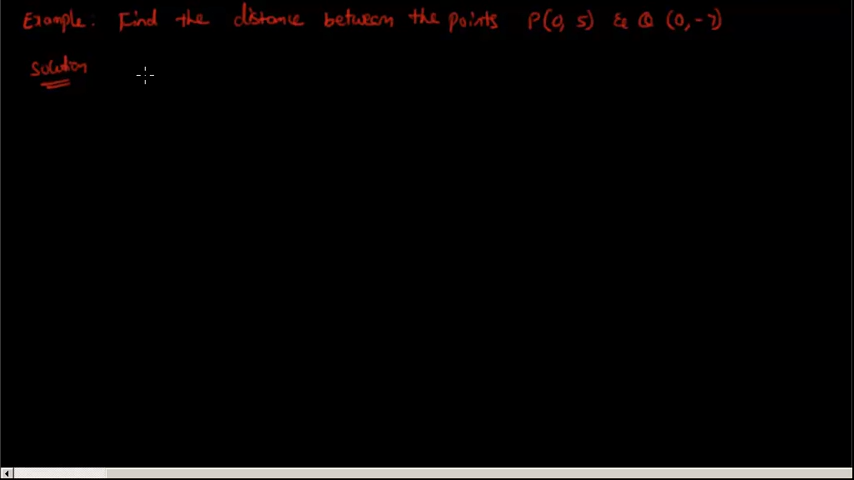 Example: Find the distance between the points P(0, 5) & Q (0, -7)
Solution